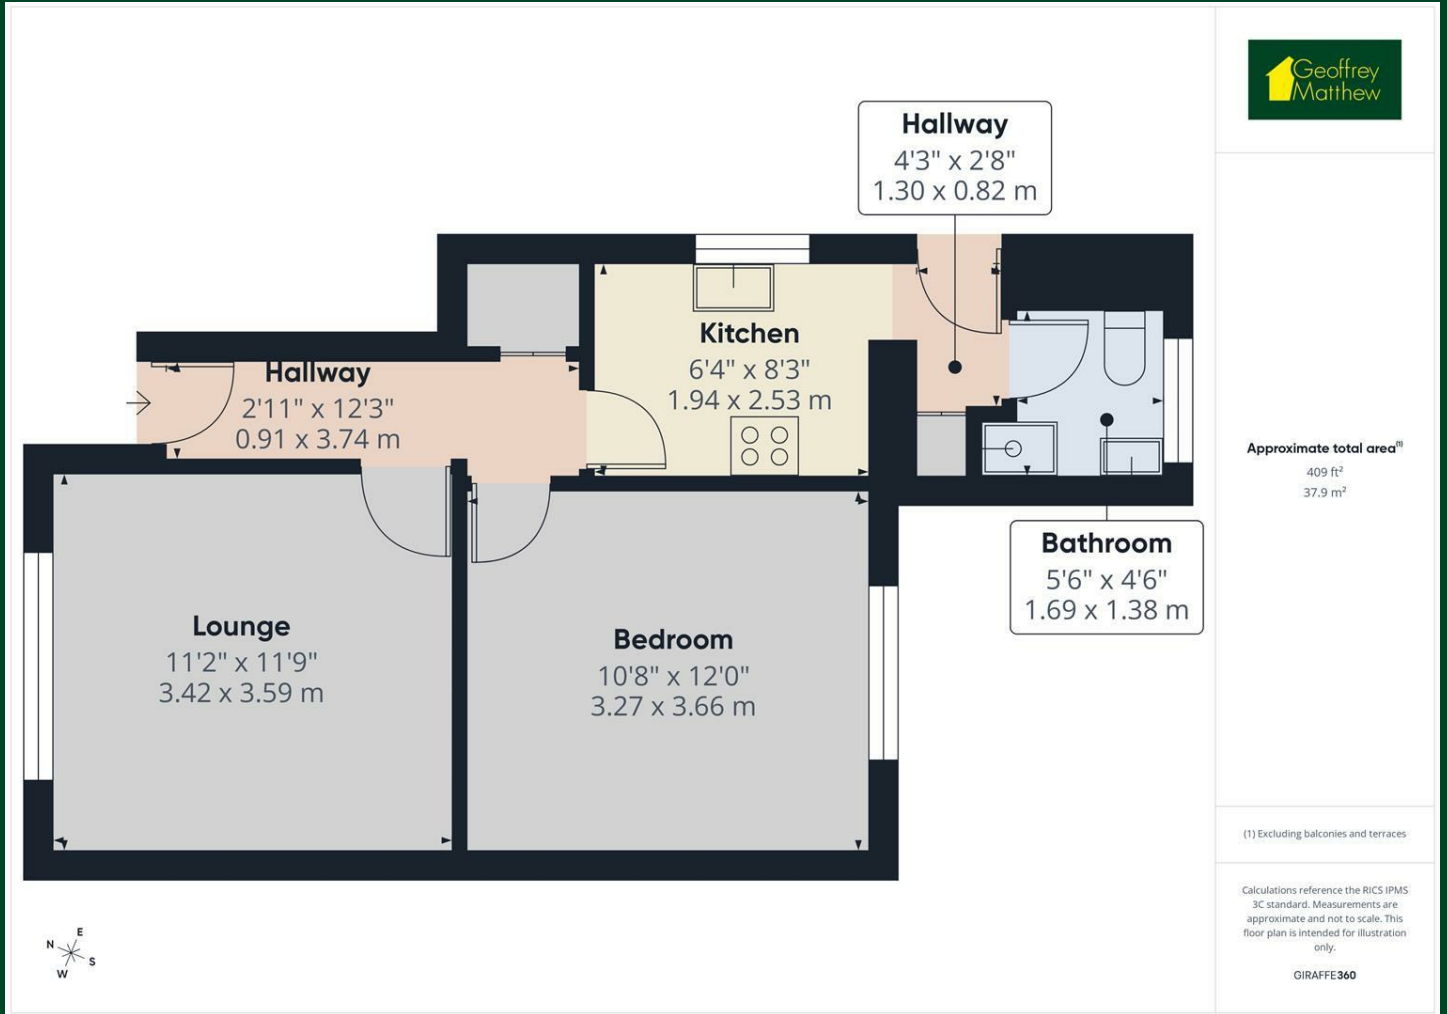 Geoffrey
Matthew
Hallway
4'3" x 2'8"
1.30 x 0.82 m
Kitchen
6'4" x 8'3"
1.94 x 2.53 m
Hallway
2'11" x 12'3"
0.91 x 3.74 m
Bathroom
5'6" x 4'6"
1.69 x 1.38 m
Lounge
11'2" x 11'9"
3.42 x 3.59 m
Bedroom
10'8" x 12'0"
3.27 x 3.66 m
E
N
S
W
Approximate total area⁽¹⁾
409 ft²
37.9 m²
(1) Excluding balconies and terraces
Calculations reference the RICS IPMS
3C standard. Measurements are
approximate and not to scale. This
floor plan is intended for illustration
only.
GIRAFFE360